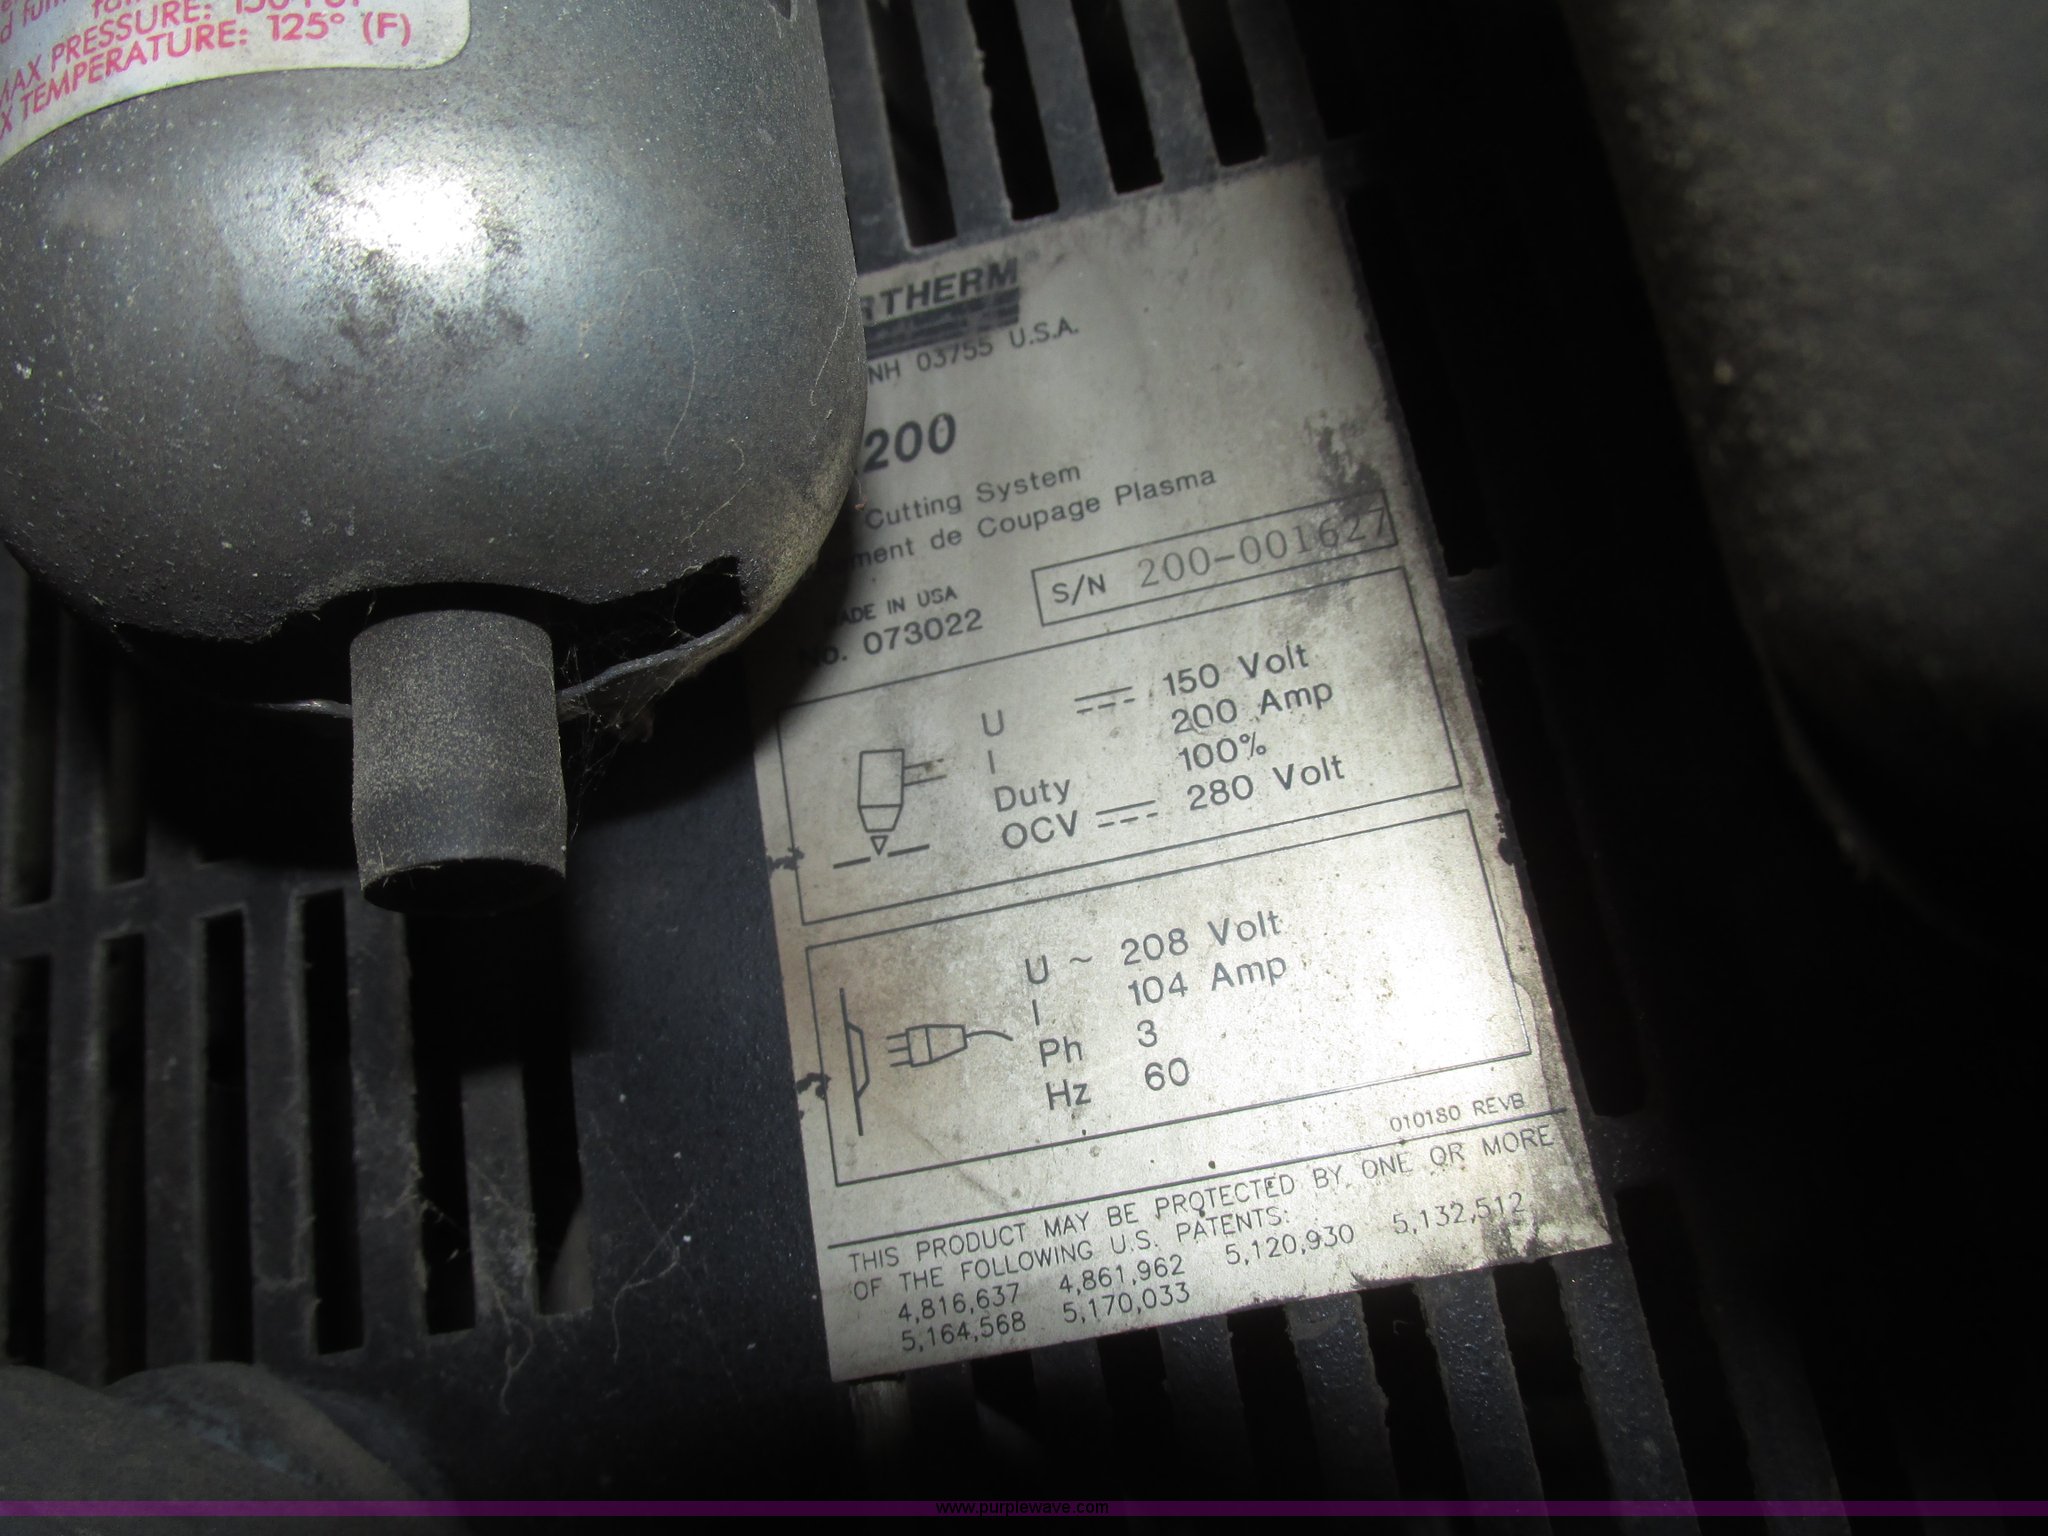 MAX PRESSURE: 150 PSI
X TEMPERATURE: 125° (F)
RTHERM®
NH 03755 U.S.A.
200
Cutting System
ment de Coupage Plasma
ADE IN USA
No. 073022
S/N 200-001627
U 150 Volt
I 200 Amp
Duty 100%
OCV 280 Volt
U ~ 208 Volt
I 104 Amp
Ph 3
Hz 60
010180 REVB
THIS PRODUCT MAY BE PROTECTED BY ONE OR MORE
OF THE FOLLOWING U.S. PATENTS:
4,816,637 4,861,962 5,120,930 5,132,512
5,164,568 5,170,033
www.purplewave.com